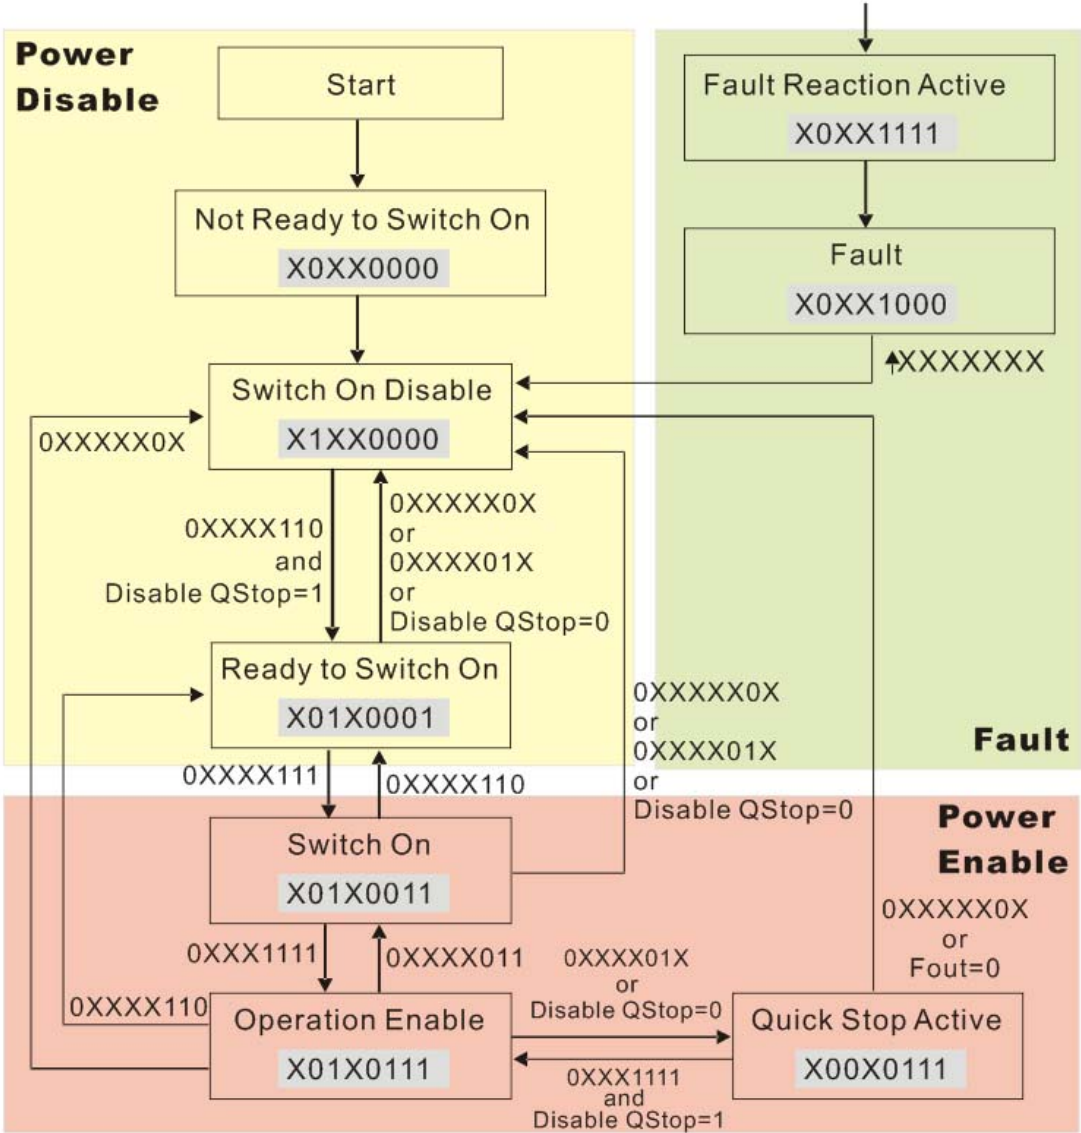 Power
Disable
Start
Not Ready to Switch On
X0XX0000
Switch On Disable
X1XX0000
0XXXXX0X
0XXXX110
and
Disable QStop=1
0XXXXX0X
or
0XXXX01X
or
Disable QStop=0
Ready to Switch On
X01X0001
0XXXX111
0XXXX110
Fault Reaction Active
X0XX1111
Fault
X0XX1000
XXXXXXX
Fault
0XXXXX0X
or
0XXXX01X
or
Disable QStop=0
Power
Enable
Switch On
X01X0011
0XXX1111
0XXXX011
0XXXX110
Operation Enable
X01X0111
0XXXX01X
or
Disable QStop=0
0XXX1111
and
Disable QStop=1
0XXXXX0X
or
Fout=0
Quick Stop Active
X00X0111